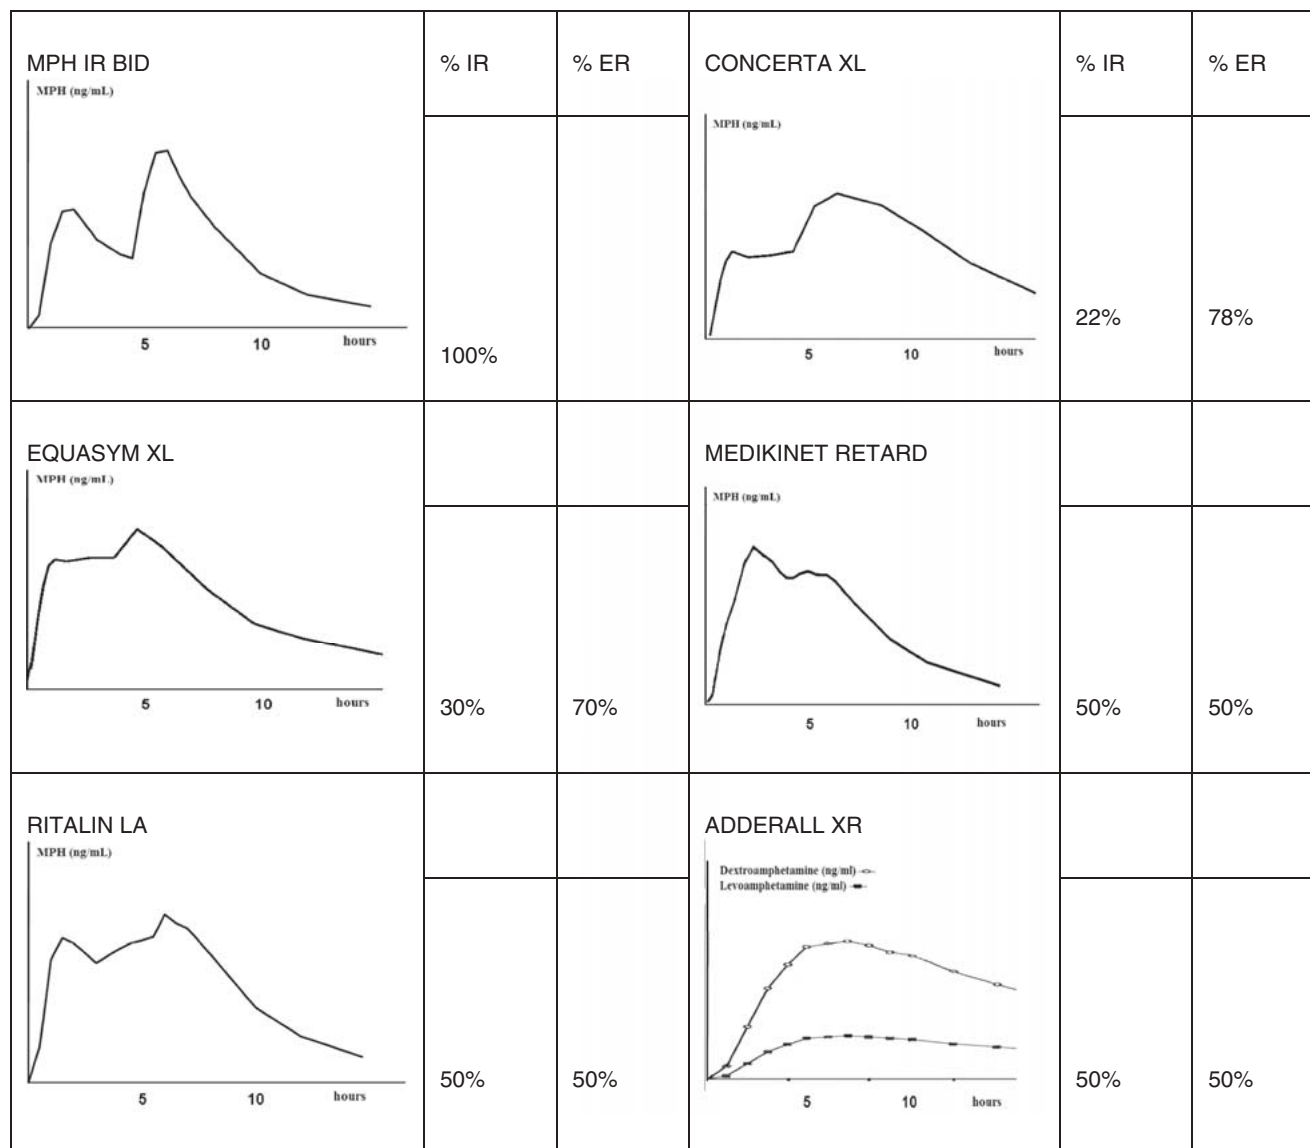 MPH IR BID
% IR
% ER
CONCERTA XL
% IR
% ER
MPH (ng/mL)
5
10
hours
100%
MPH (ng/mL)
5
10
hours
22%
78%
EQUASYM XL
MPH (ng/mL)
5
10
hours
30%
70%
MEDIKINET RETARD
MPH (ng/mL)
5
10
hours
50%
50%
RITALIN LA
MPH (ng/mL)
5
10
hours
50%
50%
ADDERALL XR
Dextroamphetamine (ng/ml)
Levoamphetamine (ng/ml)
5
10
hours
50%
50%